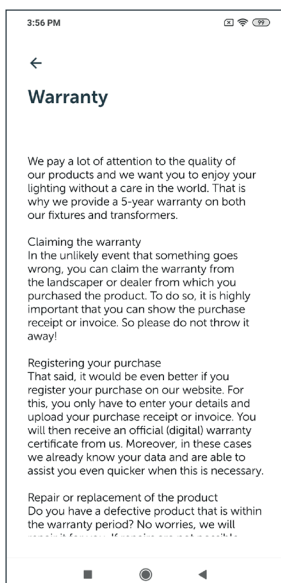 3:56 PM
99
Warranty
We pay a lot of attention to the quality of
our products and we want you to enjoy your
lighting without a care in the world. That is
why we provide a 5-year warranty on both
our fixtures and transformers.
Claiming the warranty
In the unlikely event that something goes
wrong, you can claim the warranty from
the landscaper or dealer from which you
purchased the product. To do so, it is highly
important that you can show the purchase
receipt or invoice. So please do not throw it
away!
Registering your purchase
That said, it would be even better if you
register your purchase on our website. For
this, you only have to enter your details and
upload your purchase receipt or invoice. You
will then receive an official (digital) warranty
certificate from us. Moreover, in these cases
we already know your data and are able to
assist you even quicker when this is necessary.
Repair or replacement of the product
Do you have a defective product that is within
the warranty period? No worries, we will